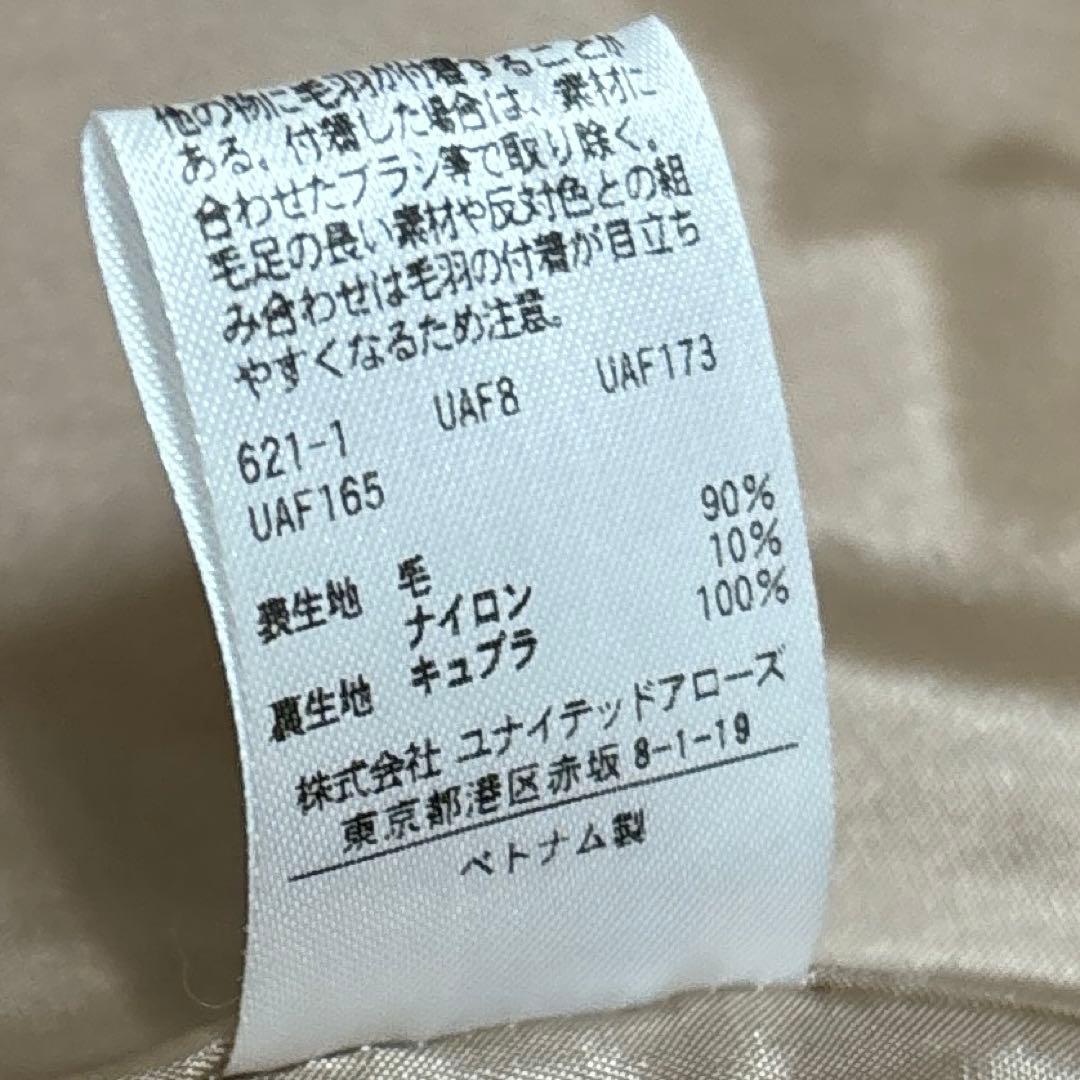 他の物に毛羽が付着することが
ある。付着した場合は、素材に
合わせたブラシ等で取り除く。
毛足の長い素材や反対色との組
み合わせは毛羽の付着が目立ち
やすくなるため注意。
621-1 UAF8 UAF173
UAF165
表生地 毛 90%
ナイロン 10%
裏生地 キュプラ 100%
株式会社 ユナイテッドアローズ
東京都港区赤坂 8-1-19
ベトナム製